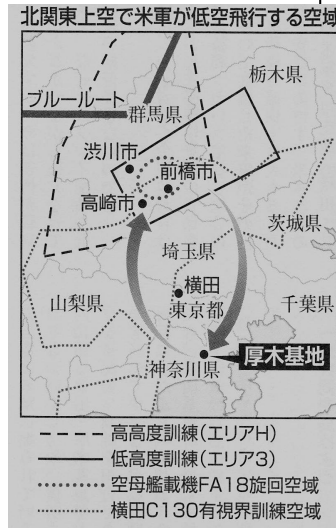 北関東上空で米軍が低空飛行する空域
栃木県
ブルールート
群馬県
渋川市
前橋市
高崎市
茨城県
埼玉県
横田
山梨県
東京都
千葉県
厚木基地
神奈川県
高高度訓練(エリアH)
低高度訓練(エリア3)
空母艦載機FA18旋回空域
横田C130有視界訓練空域